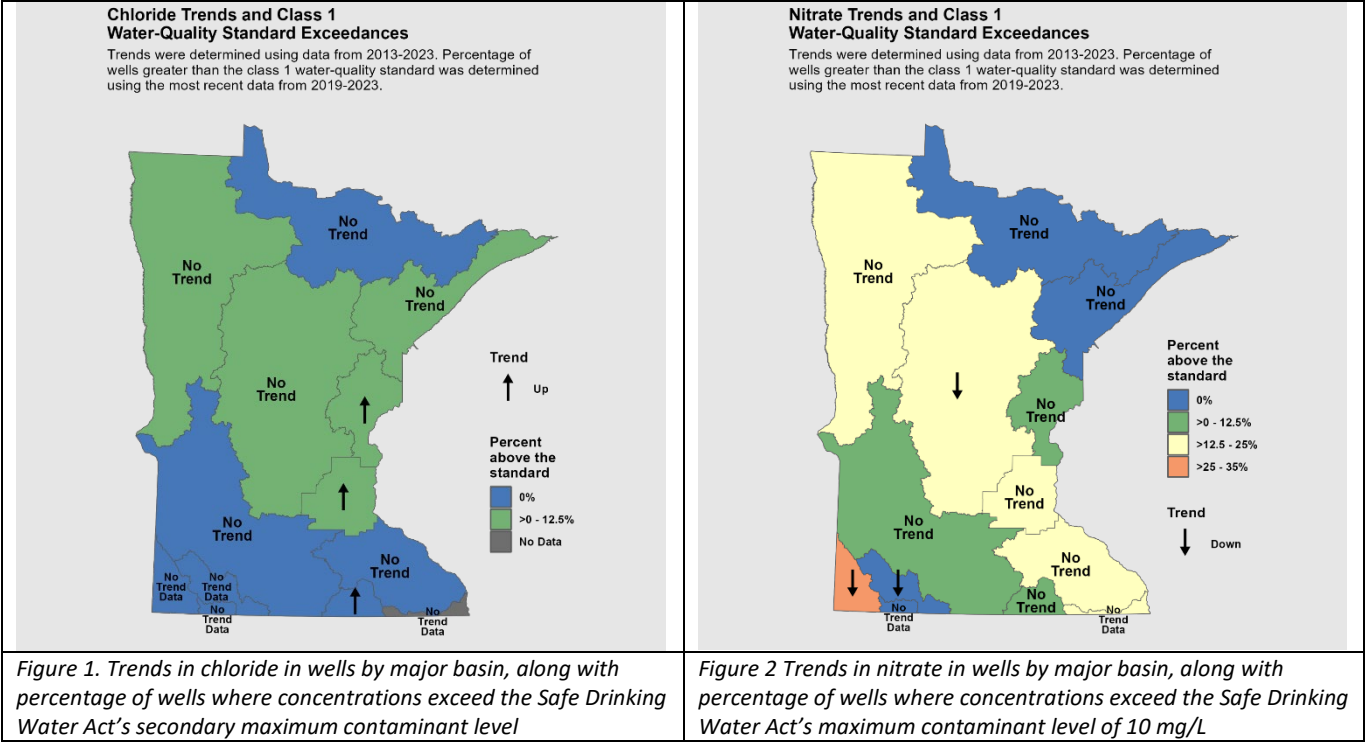 Chloride Trends and Class 1
Water-Quality Standard Exceedances
Trends were determined using data from 2013-2023. Percentage of
wells greater than the class 1 water-quality standard was determined
using the most recent data from 2019-2023.
No
Trend
No
Trend
No
Trend
No
Trend
No
Trend
No
Trend
No
Trend
Data
No
Trend
Data
No
Trend
Data
No
Trend
Data
Trend
Up
Percent
above the
standard
0%
>0 - 12.5%
No Data
Figure 1. Trends in chloride in wells by major basin, along with
percentage of wells where concentrations exceed the Safe Drinking
Water Act’s secondary maximum contaminant level
Nitrate Trends and Class 1
Water-Quality Standard Exceedances
Trends were determined using data from 2013-2023. Percentage of
wells greater than the class 1 water-quality standard was determined
using the most recent data from 2019-2023.
No
Trend
No
Trend
No
Trend
No
Trend
No
Trend
No
Trend
No
Trend
No
Trend
No
Trend
Data
No
Trend
Data
Percent
above the
standard
0%
>0 - 12.5%
>12.5 - 25%
>25 - 35%
Trend
Down
Figure 2 Trends in nitrate in wells by major basin, along with
percentage of wells where concentrations exceed the Safe Drinking
Water Act’s maximum contaminant level of 10 mg/L